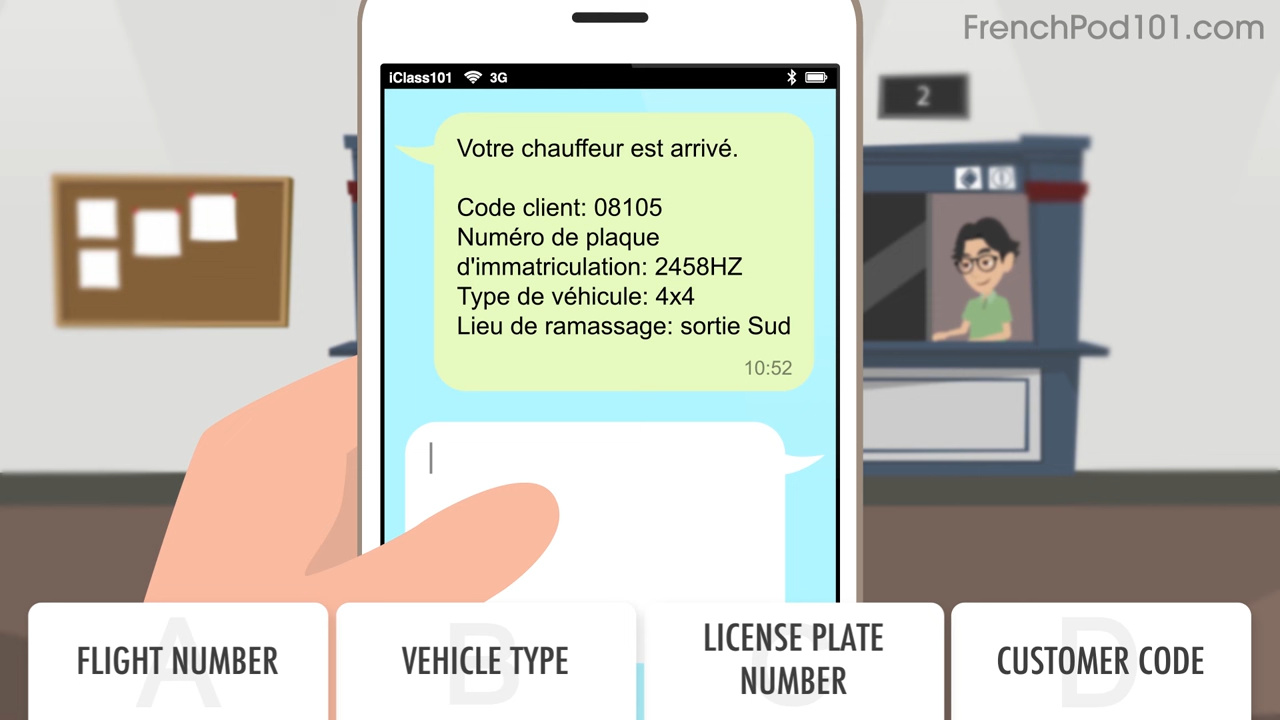 FrenchPod101.com
iClass101 3G
2
Votre chauffeur est arrivé.
Code client: 08105
Numéro de plaque
d'immatriculation: 2458HZ
Type de véhicule: 4x4
Lieu de ramassage: sortie Sud
10:52
A
FLIGHT NUMBER
B
VEHICLE TYPE
C
LICENSE PLATE
NUMBER
D
CUSTOMER CODE